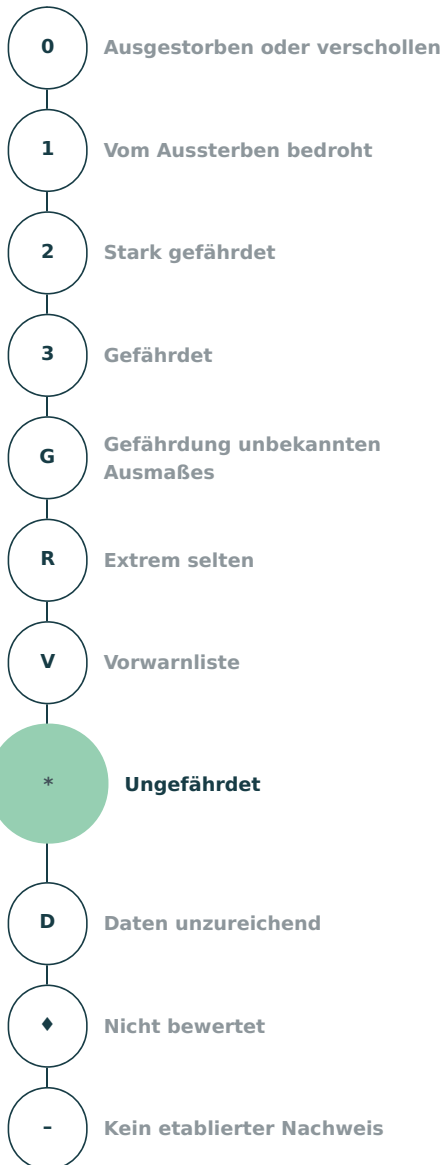 0 Ausgestorben oder verschollen
1 Vom Aussterben bedroht
2 Stark gefährdet
3 Gefährdet
G Gefährdung unbekannten
Ausmaßes
R Extrem selten
V Vorwarnliste
* Ungefährdet
D Daten unzureichend
♦ Nicht bewertet
– Kein etablierter Nachweis